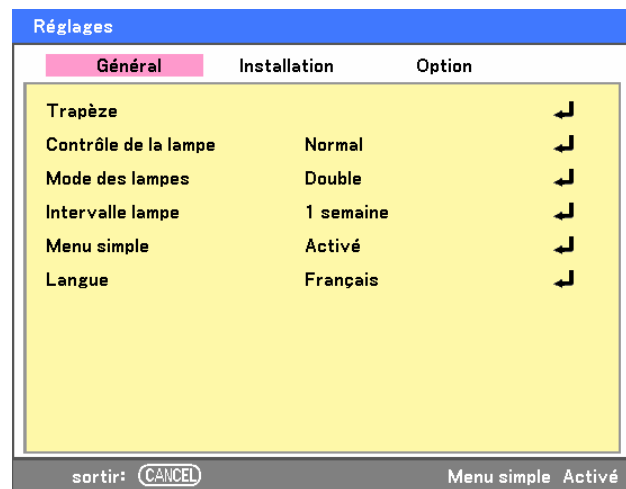 Réglages
Général Installation Option
Trapèze
Contrôle de la lampe Normal
Mode des lampes Double
Intervalle lampe 1 semaine
Menu simple Activé
Langue Français
sortir: CANCEL Menu simple Activé